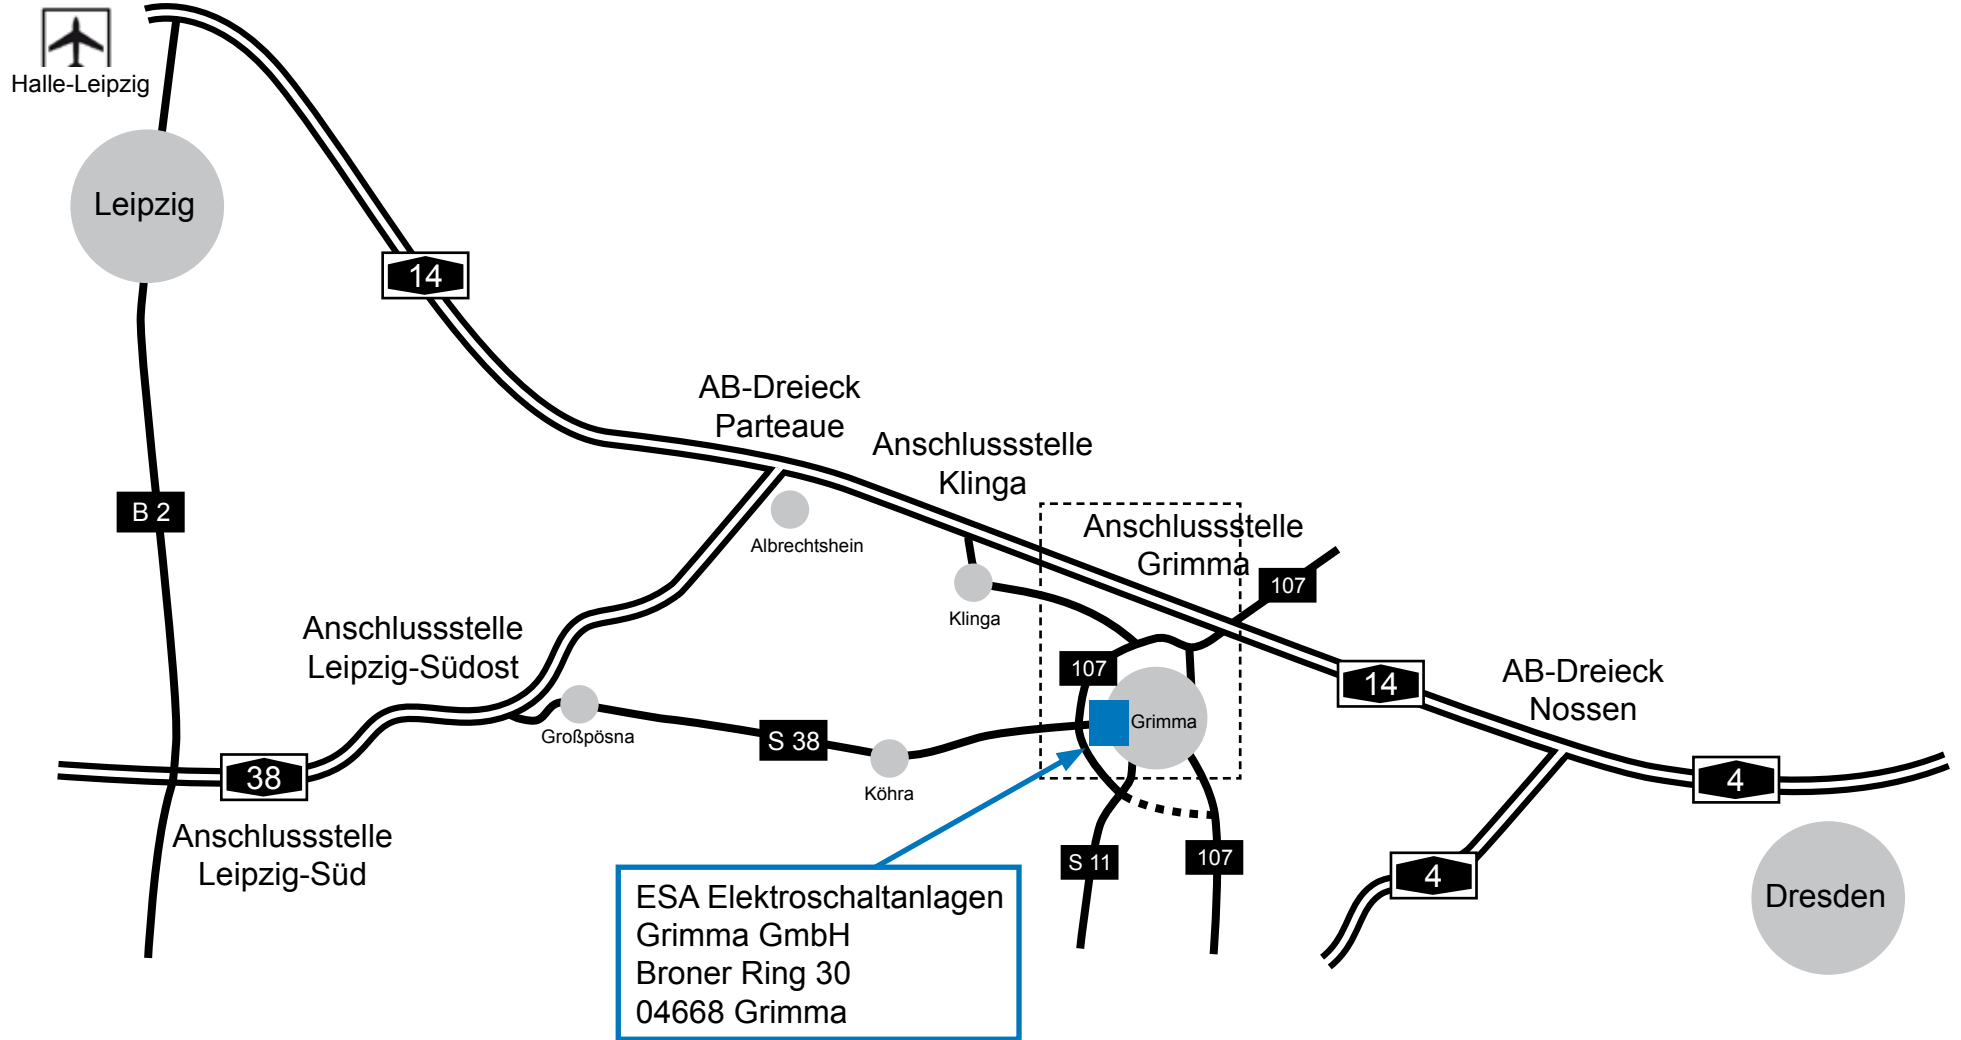 Halle-Leipzig
Leipzig
14
AB-Dreieck
Parteaue
Anschlussstelle
Klinga
B 2
Albrechtshein
Anschlussstelle
Grimma
107
Klinga
Anschlussstelle
Leipzig-Südost
107
14
AB-Dreieck
Nossen
Großpösna
S 38
Grimma
38
Köhra
4
Anschlussstelle
Leipzig-Süd
S 11
107
4
Dresden
ESA Elektroschaltanlagen
Grimma GmbH
Broner Ring 30
04668 Grimma